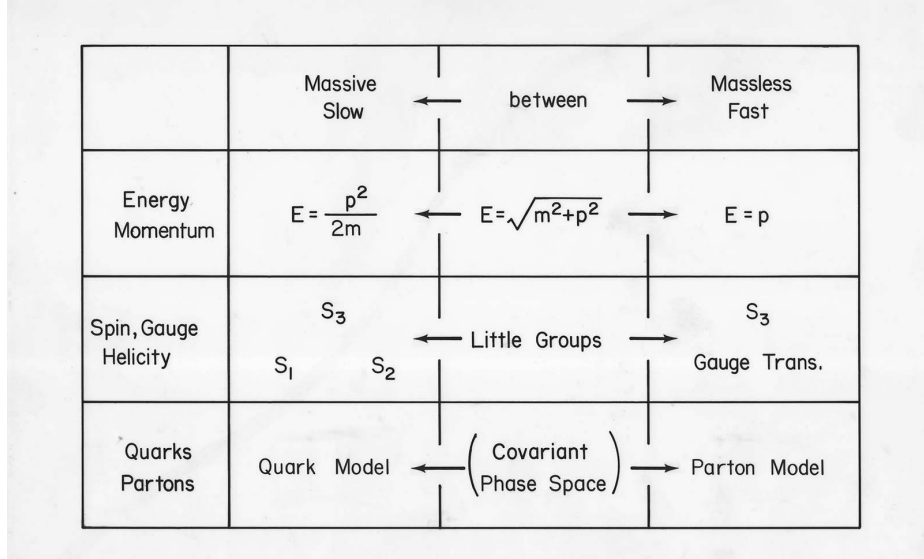 Massive
Slow
between
Massless
Fast
Energy
Momentum
E = p²/2m
E=√m²+p²
E = p
Spin, Gauge
Helicity
S₃
S₁ S₂
Little Groups
S₃
Gauge Trans.
Quarks
Partons
Quark Model
(Covariant
Phase Space)
Parton Model